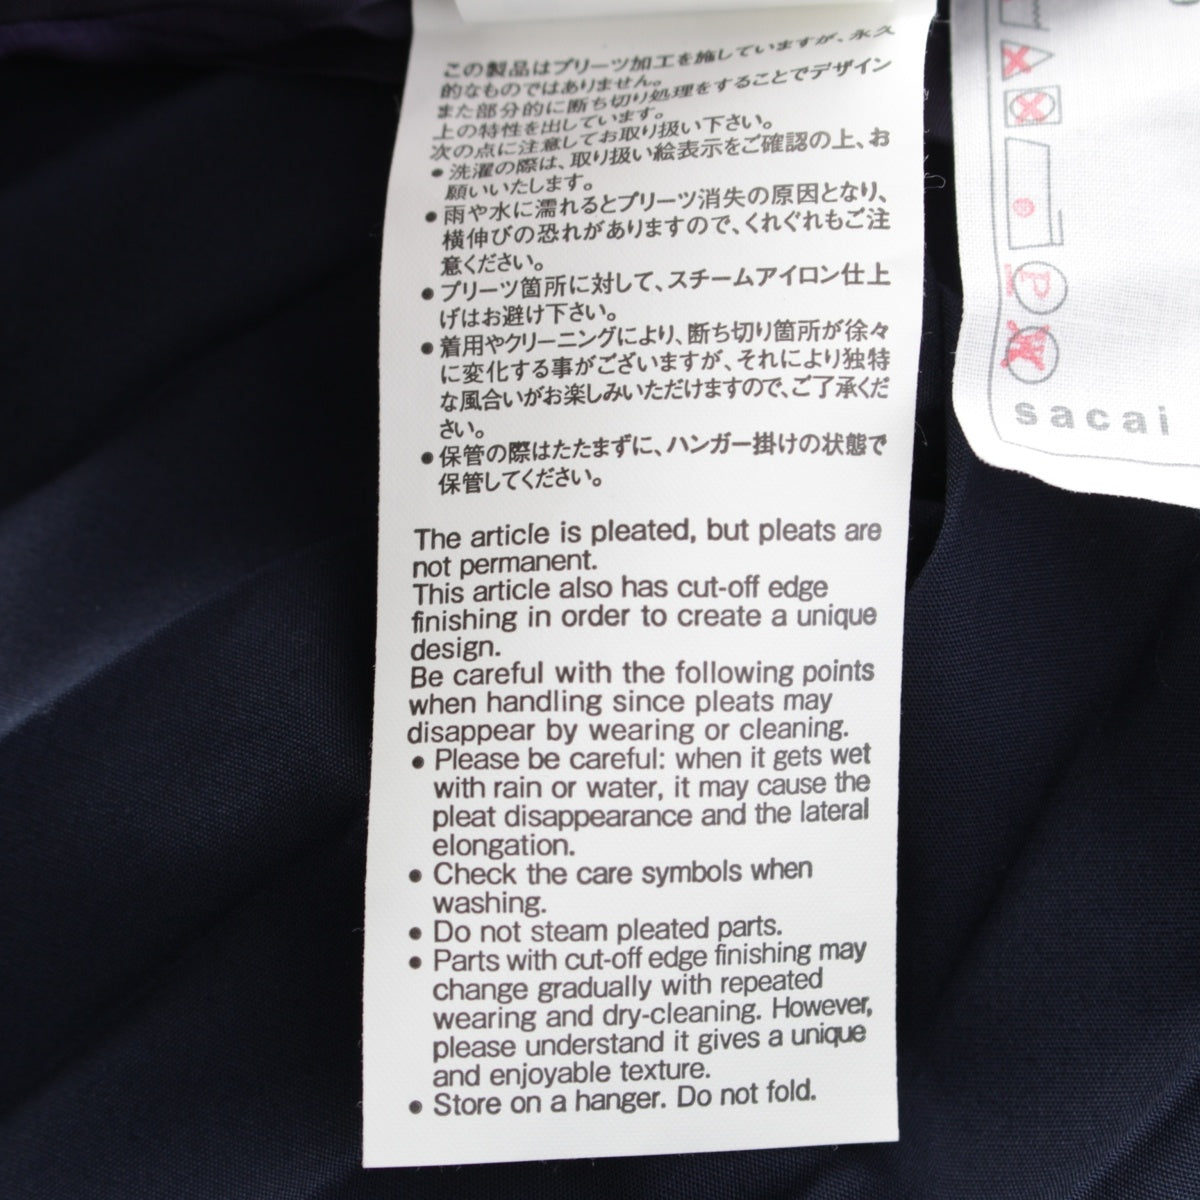 この製品はプリーツ加工を施していますが、永久
的なものではありません。
また部分的に断ち切り処理をすることでデザイン
上の特性を出しています。
次の点に注意してお取り扱い下さい。
● 洗濯の際は、取り扱い絵表示をご確認の上、お
願いいたします。
● 雨や水に濡れるとプリーツ消失の原因となり、
横伸びの恐れがありますので、くれぐれもご注
意ください。
● プリーツ箇所に対して、スチームアイロン仕上
げはお避け下さい。
● 着用やクリーニングにより、断ち切り箇所が徐々
に変化する事がございますが、それにより独特
な風合いがお楽しみいただけますので、ご了承くだ
さい。
● 保管の際はたたまずに、ハンガー掛けの状態で
保管してください。
The article is pleated, but pleats are
not permanent.
This article also has cut-off edge
finishing in order to create a unique
design.
Be careful with the following points
when handling since pleats may
disappear by wearing or cleaning.
● Please be careful: when it gets wet
with rain or water, it may cause the
pleat disappearance and the lateral
elongation.
● Check the care symbols when
washing.
● Do not steam pleated parts.
● Parts with cut-off edge finishing may
change gradually with repeated
wearing and dry-cleaning. However,
please understand it gives a unique
and enjoyable texture.
● Store on a hanger. Do not fold.
P
W
sacai